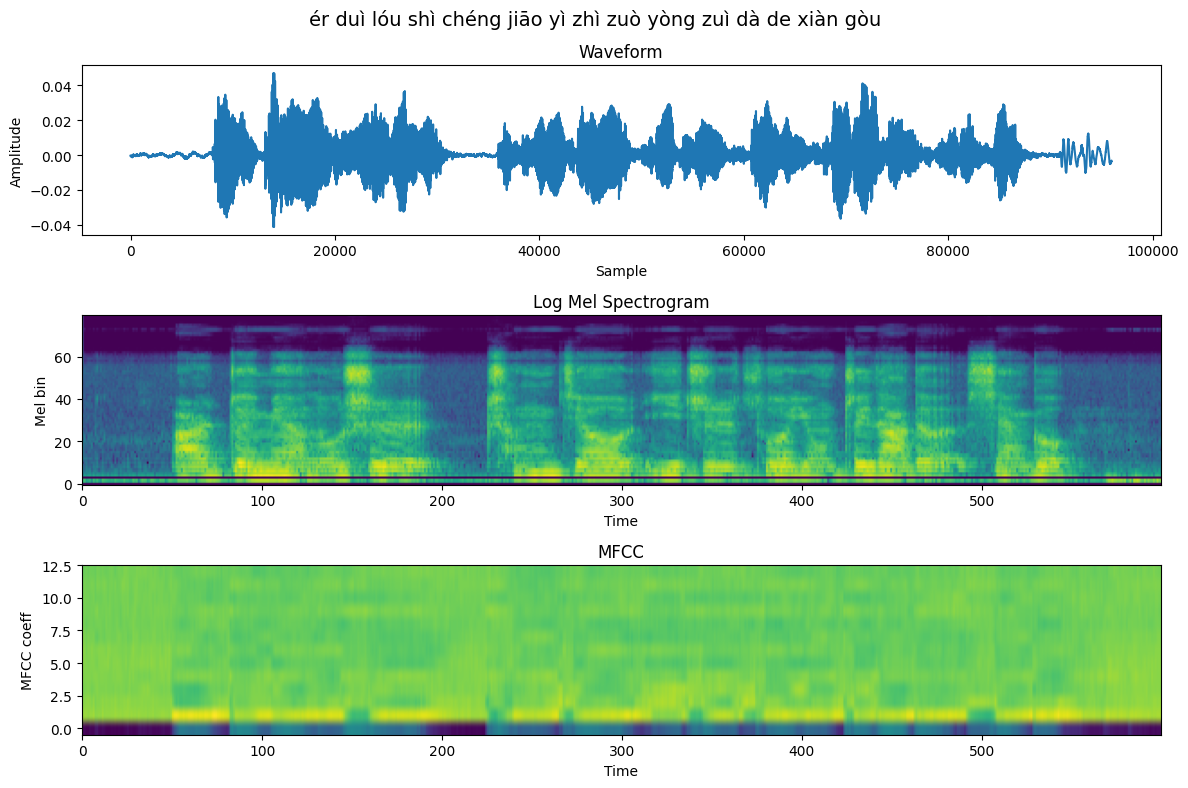 ér duì lóu shì chéng jiāo yì zhì zuò yòng zuì dà de xiàn gòu
Waveform
0.04
0.02
0.00
−0.02
−0.04
Amplitude
0 20000 40000 60000 80000 100000
Sample
Log Mel Spectrogram
60
40
20
0
Mel bin
0 100 200 300 400 500
Time
MFCC
12.5
10.0
7.5
5.0
2.5
0.0
MFCC coeff
0 100 200 300 400 500
Time